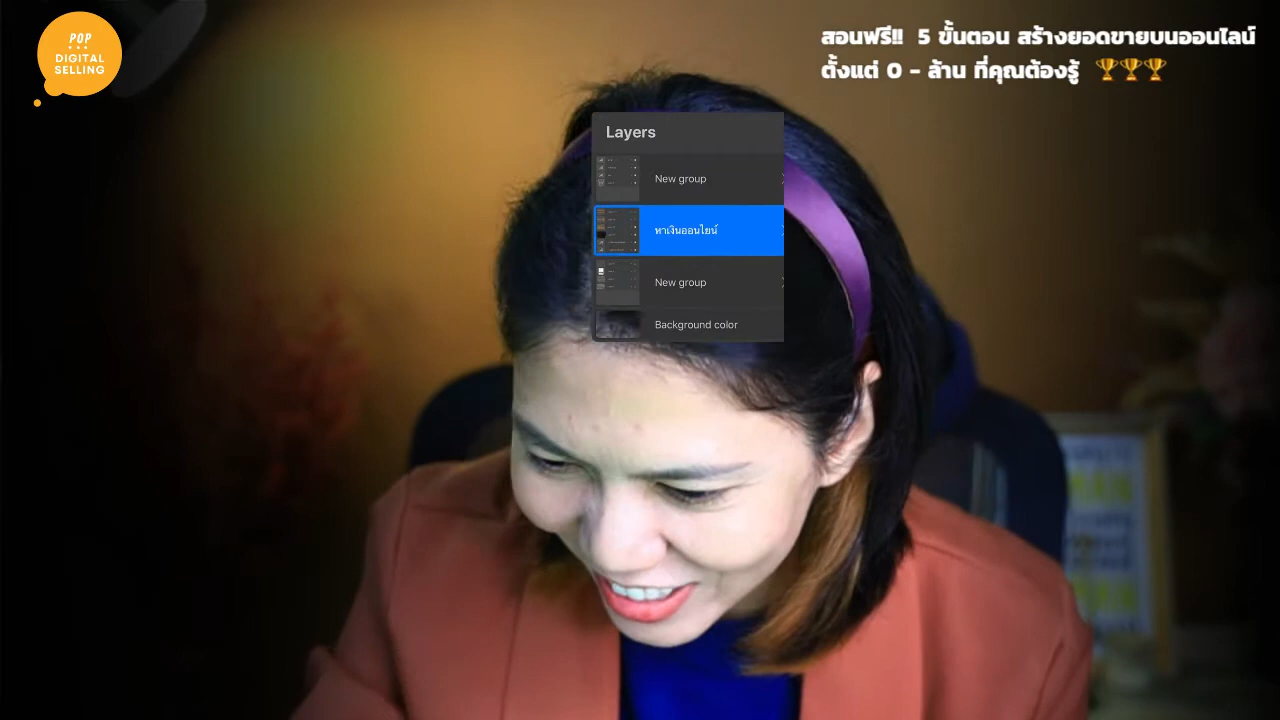 POP
DIGITAL
SELLING
สอนฟรี!! 5 ขั้นตอน สร้างยอดขายบนออนไลน์
ตั้งแต่ 0 - ล้าน ที่คุณต้องรู้ 🏆🏆🏆
Layers
New group
หาเงินออนไยน์
New group
Background color